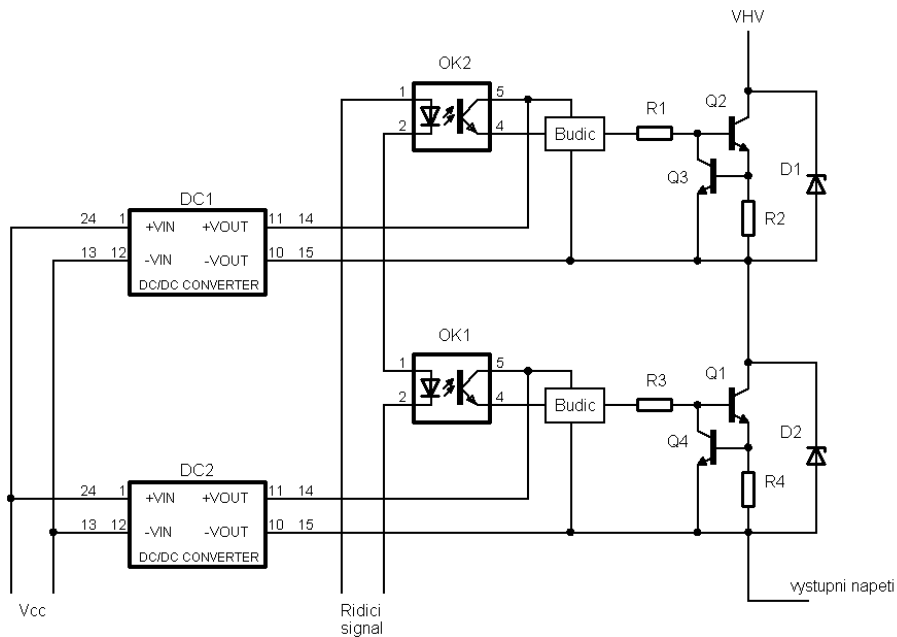 VHV
OK2
1
5
2
4
Budic
R1
Q2
Q3
D1
R2
DC1
24 1 +VIN +VOUT 11 14
13 12 -VIN -VOUT 10 15
DC/DC CONVERTER
OK1
1
5
2
4
Budic
R3
Q1
Q4
D2
R4
DC2
24 1 +VIN +VOUT 11 14
13 12 -VIN -VOUT 10 15
DC/DC CONVERTER
Vcc
Ridici
signal
vystupni napeti